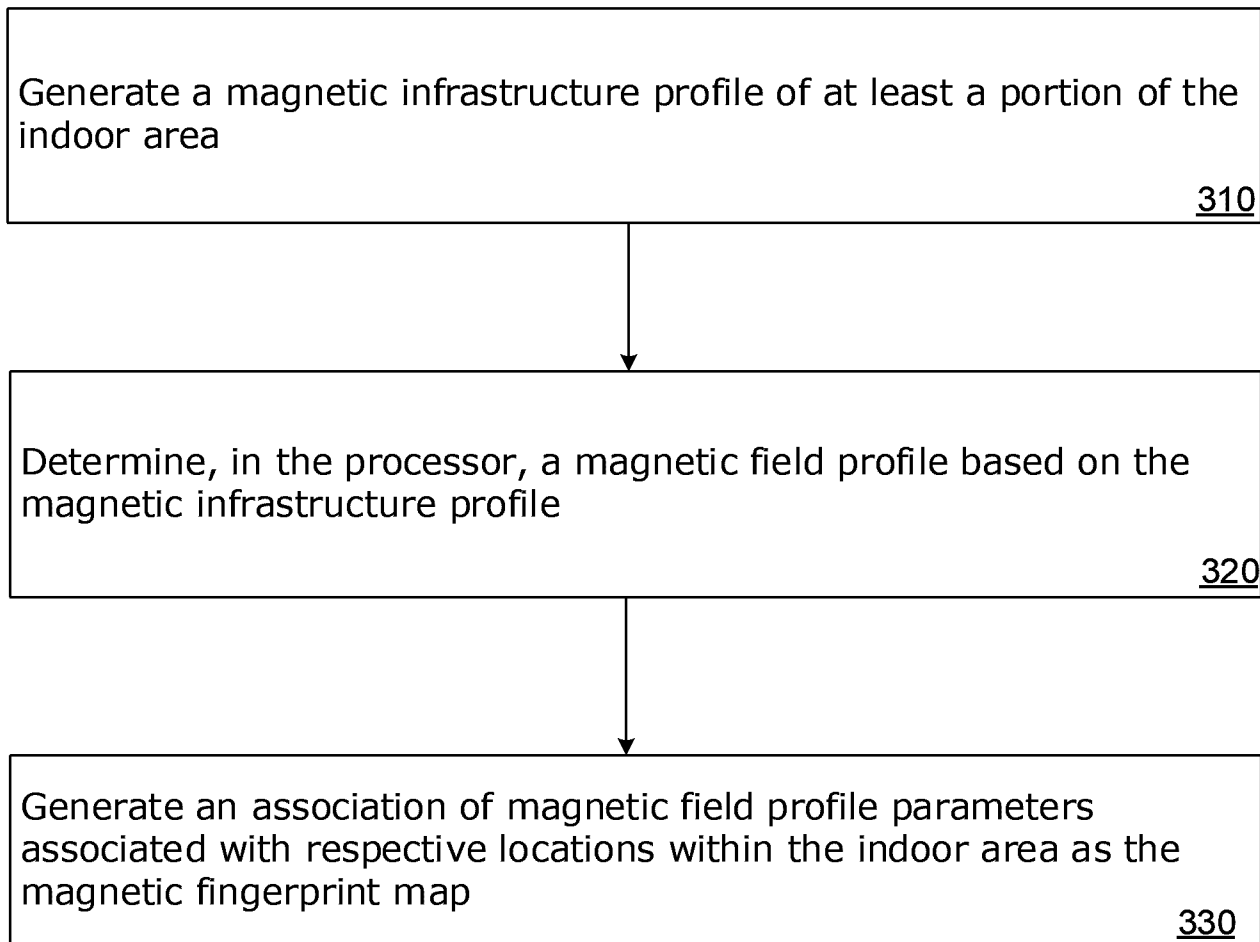 Generate a magnetic infrastructure profile of at least a portion of the
indoor area
310
Determine, in the processor, a magnetic field profile based on the
magnetic infrastructure profile
320
Generate an association of magnetic field profile parameters
associated with respective locations within the indoor area as the
magnetic fingerprint map
330